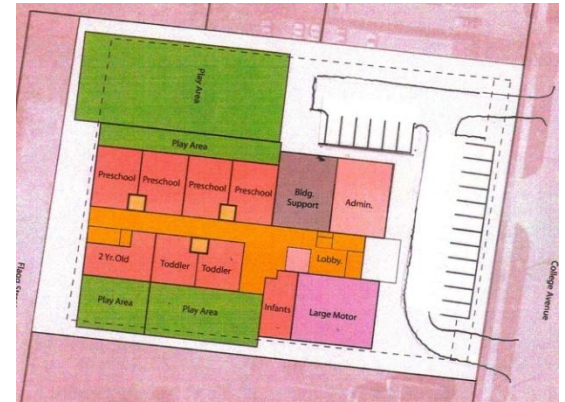 Play Area
Play Area
Preschool
Preschool
Preschool
Preschool
Bldg.
Support
Admin.
2 Yr. Old
Toddler
Toddler
Lobby.
Play Area
Play Area
Infants
Large Motor
College Avenue